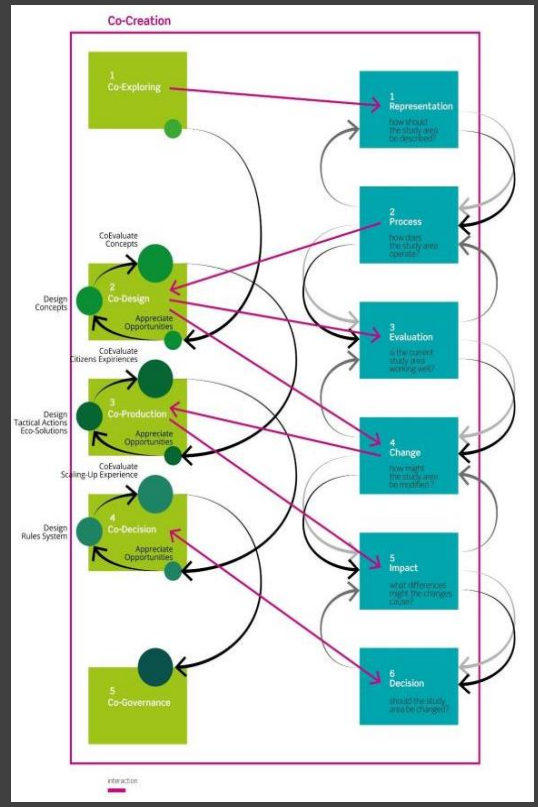 Co-Creation
1
Co-Exploring
CoEvaluate
Concepts
2
Co-Design
Design
Concepts
Appreciate
Opportunities
CoEvaluate
Citizens Expiriences
3
Co-Production
Design
Tactical Actions
Eco-Solutions
Appreciate
Opportunities
CoEvaluate
Scaling-Up Experience
4
Co-Decision
Design
Rules System
Appreciate
Opportunities
5
Co-Governance
1
Representation
how should
the study area
be described?
2
Process
how does
the study area
operate?
3
Evaluation
is the current
study area
working well?
4
Change
how might
the study area
be modified?
5
Impact
what differences
might the changes
cause?
6
Decision
should the study
area be changed?
interaction